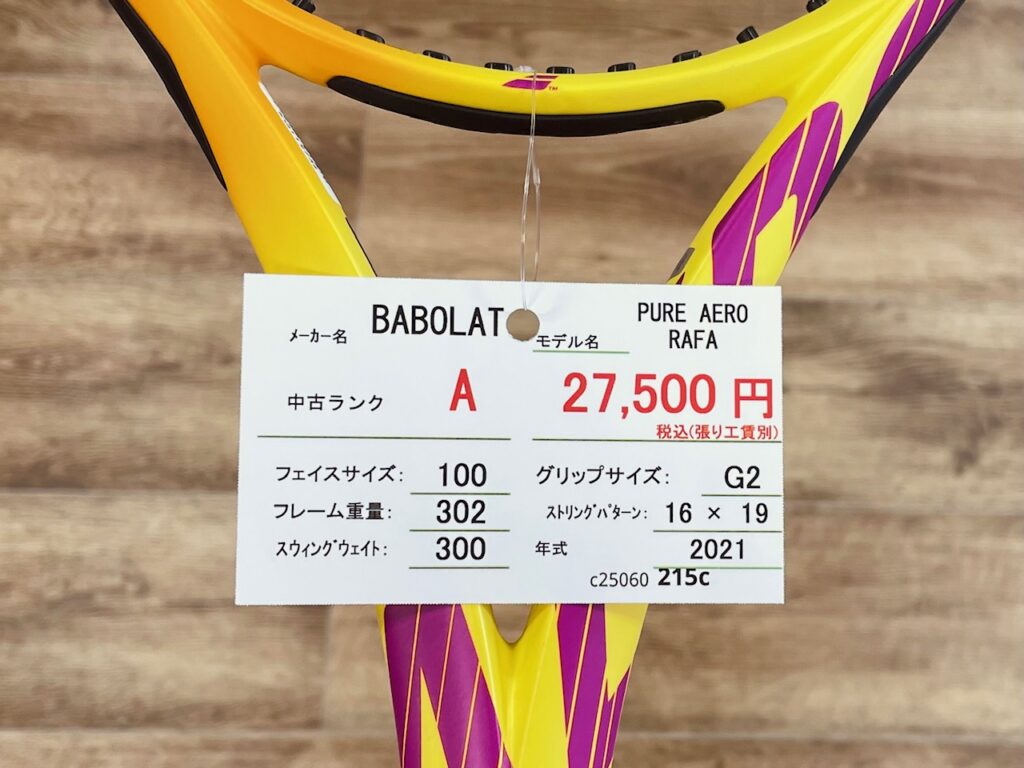 メーカー名 BABOLAT モデル名 PURE AERO
RAFA
中古ランク A 27,500 円
税込(張り工賃別)
フェイスサイズ: 100 グリップサイズ: G2
フレーム重量: 302 ストリングパターン: 16 × 19
スウィングウェイト: 300 年式 2021
c25060 215c
TM